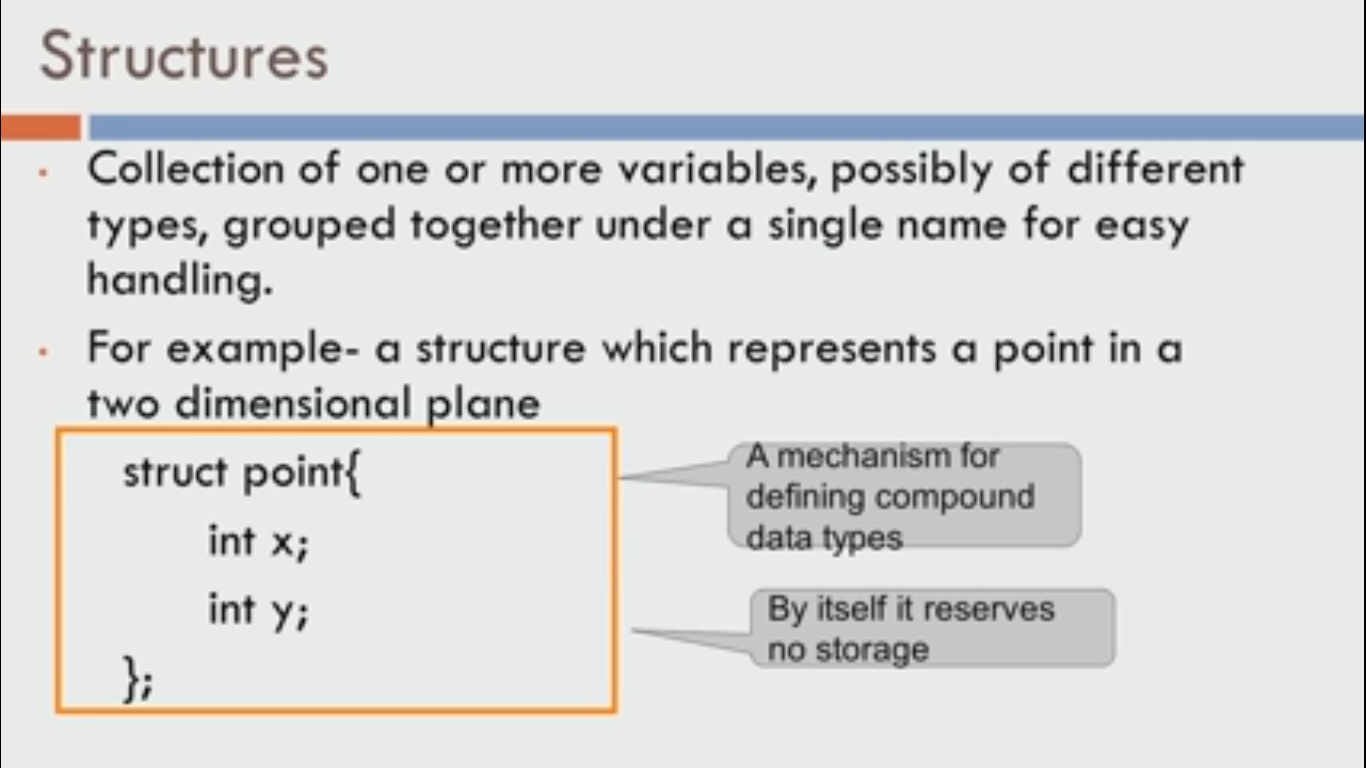 Structures
Collection of one or more variables, possibly of different
types, grouped together under a single name for easy
handling.
For example- a structure which represents a point in a
two dimensional plane
struct point{
int x;
int y;
};
A mechanism for
defining compound
data types
By itself it reserves
no storage